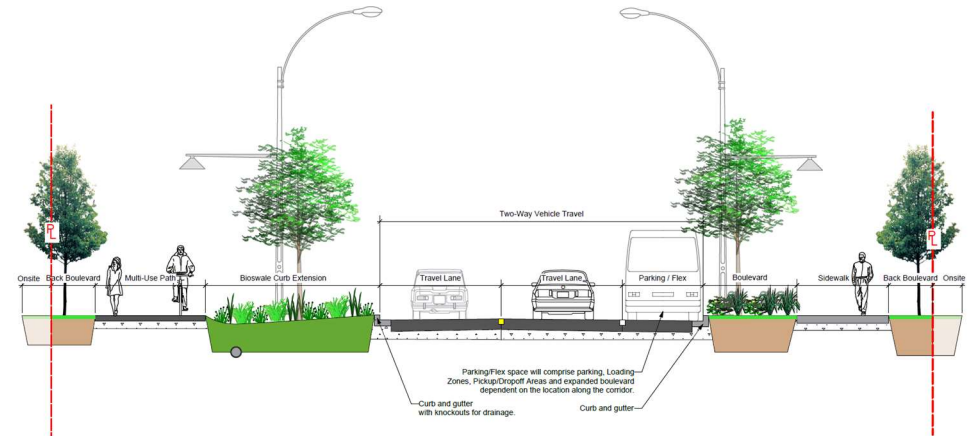 Two-Way Vehicle Travel
PL
PL
Onsite
Back Boulevard
Multi-Use Path
Bioswale Curb Extension
Travel Lane
Travel Lane
Parking / Flex
Boulevard
Sidewalk
Back Boulevard
Onsite
Parking/Flex space will comprise parking, Loading
Zones, Pickup/Dropoff Areas and expanded boulevard
dependent on the location along the corridor.
Curb and gutter
with knockouts for drainage.
Curb and gutter